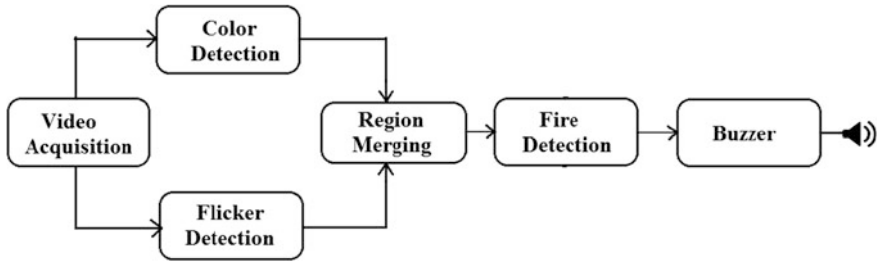 Color
Detection
Video
Acquisition
Region
Merging
Fire
Detection
Buzzer
Flicker
Detection